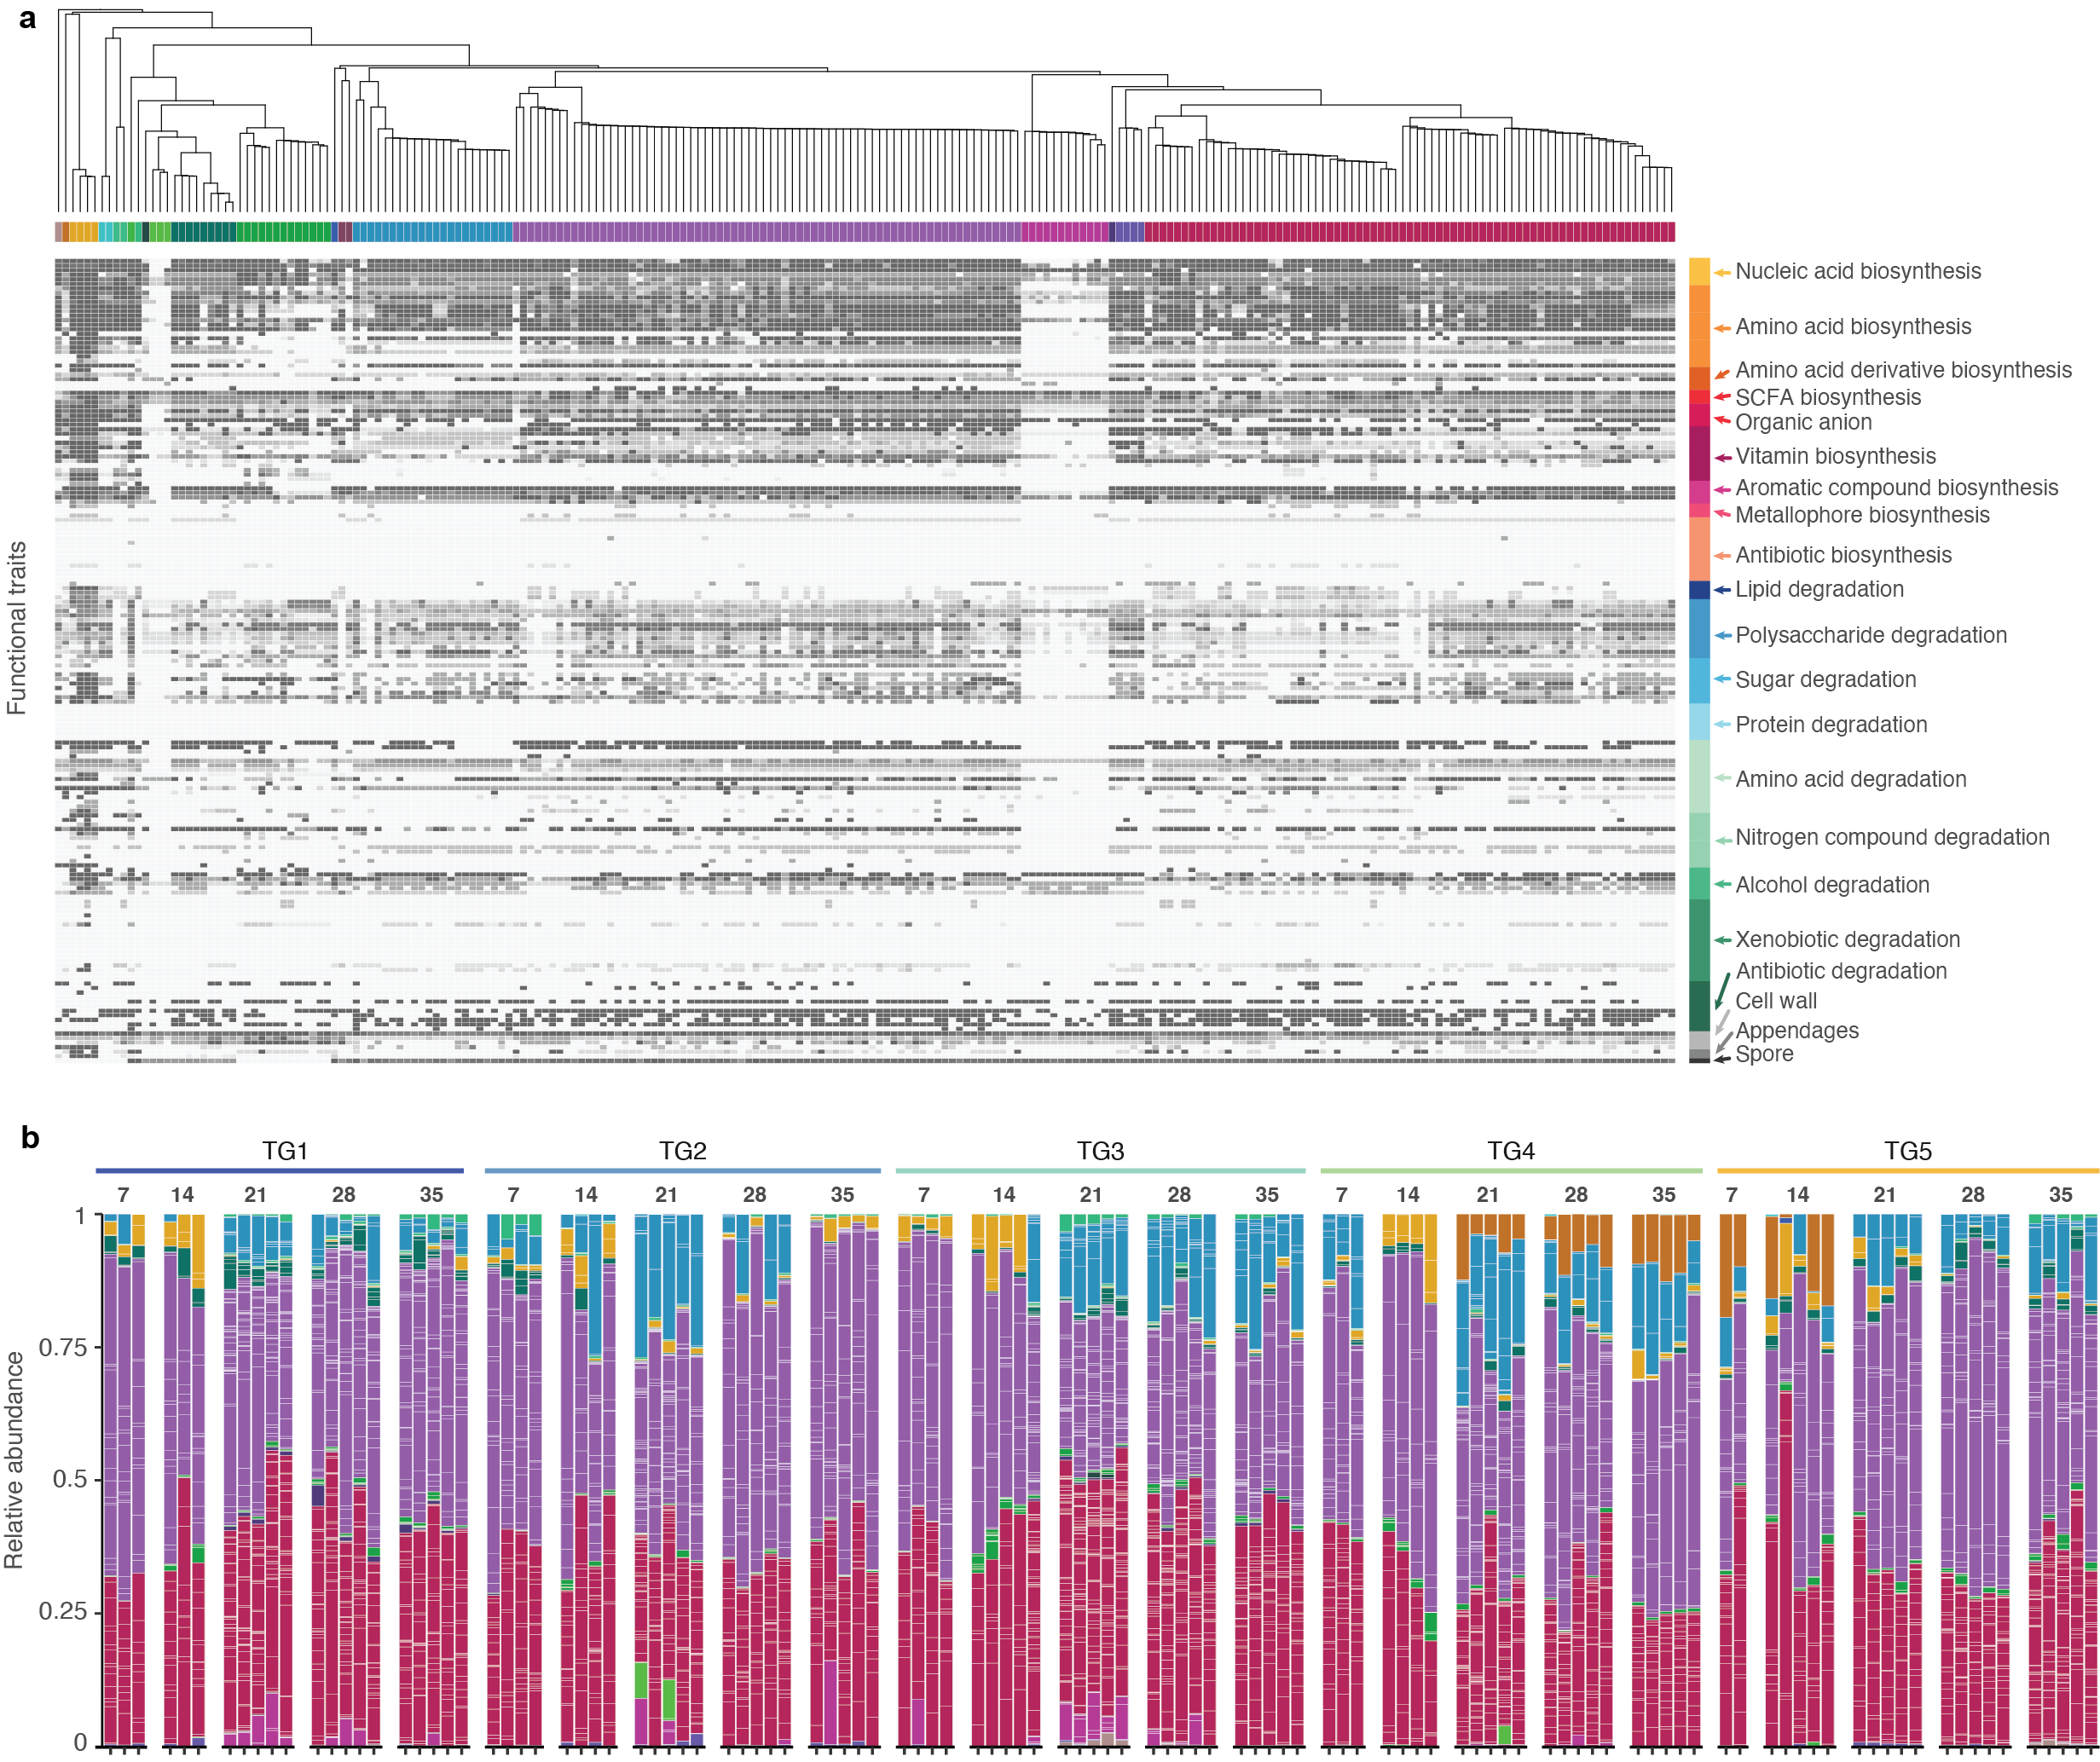 a
Functional traits
Nucleic acid biosynthesis
Amino acid biosynthesis
Amino acid derivative biosynthesis
SCFA biosynthesis
Organic anion
Vitamin biosynthesis
Aromatic compound biosynthesis
Metallophore biosynthesis
Antibiotic biosynthesis
Lipid degradation
Polysaccharide degradation
Sugar degradation
Protein degradation
Amino acid degradation
Nitrogen compound degradation
Alcohol degradation
Xenobiotic degradation
Antibiotic degradation
Cell wall
Appendages
Spore
b
TG1 TG2 TG3 TG4 TG5
7 14 21 28 35 7 14 21 28 35 7 14 21 28 35 7 14 21 28 35 7 14 21 28 35
Relative abundance
1
0.75
0.5
0.25
0